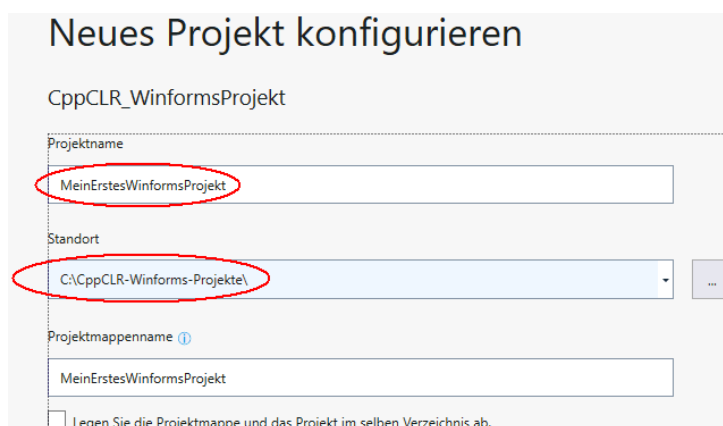 Neues Projekt konfigurieren
CppCLR_WinformsProjekt
Projektname
MeinErstesWinformsProjekt
Standort
C:\CppCLR-Winforms-Projekte\
...
Projektmappenname ⓘ
MeinErstesWinformsProjekt
Legen Sie die Projektmappe und das Projekt im selben Verzeichnis ab.